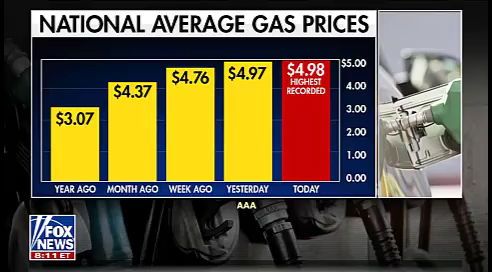 NATIONAL AVERAGE GAS PRICES
$3.07
$4.37
$4.76
$4.97
$4.98
HIGHEST
RECORDED
$5.00
4.00
3.00
2.00
1.00
0.00
YEAR AGO
MONTH AGO
WEEK AGO
YESTERDAY
TODAY
AAA
FOX
NEWS
8:11 ET